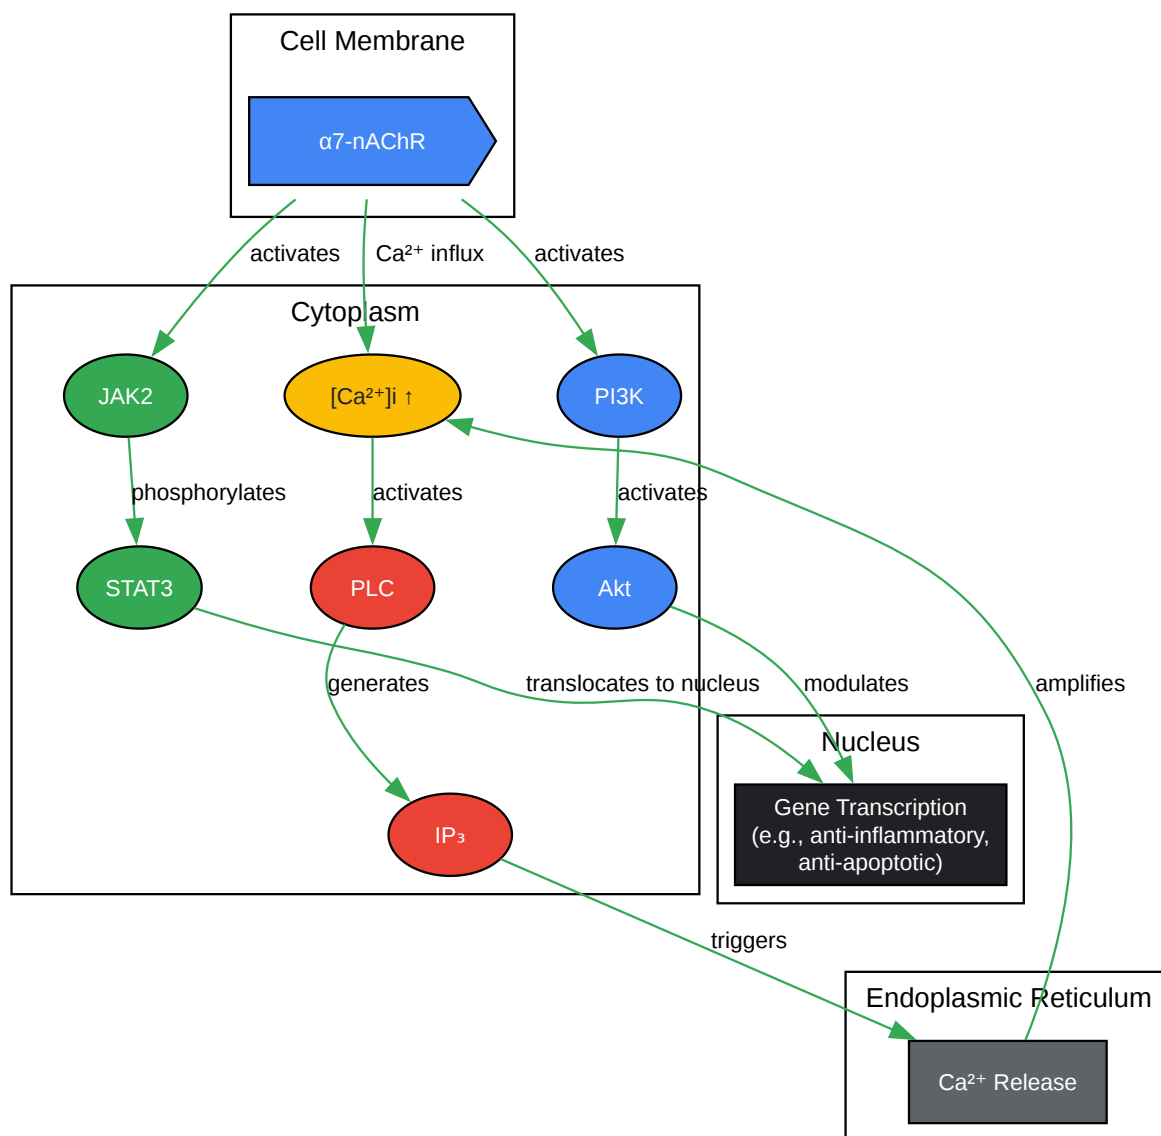 Cell Membrane
α7-nAChR
activates
Ca²⁺ influx
activates
Cytoplasm
JAK2
[Ca²⁺]i ↑
PI3K
phosphorylates
activates
activates
STAT3
PLC
Akt
generates
translocates to nucleus
modulates
amplifies
Nucleus
Gene Transcription
(e.g., anti-inflammatory,
anti-apoptotic)
IP₃
triggers
Endoplasmic Reticulum
Ca²⁺ Release